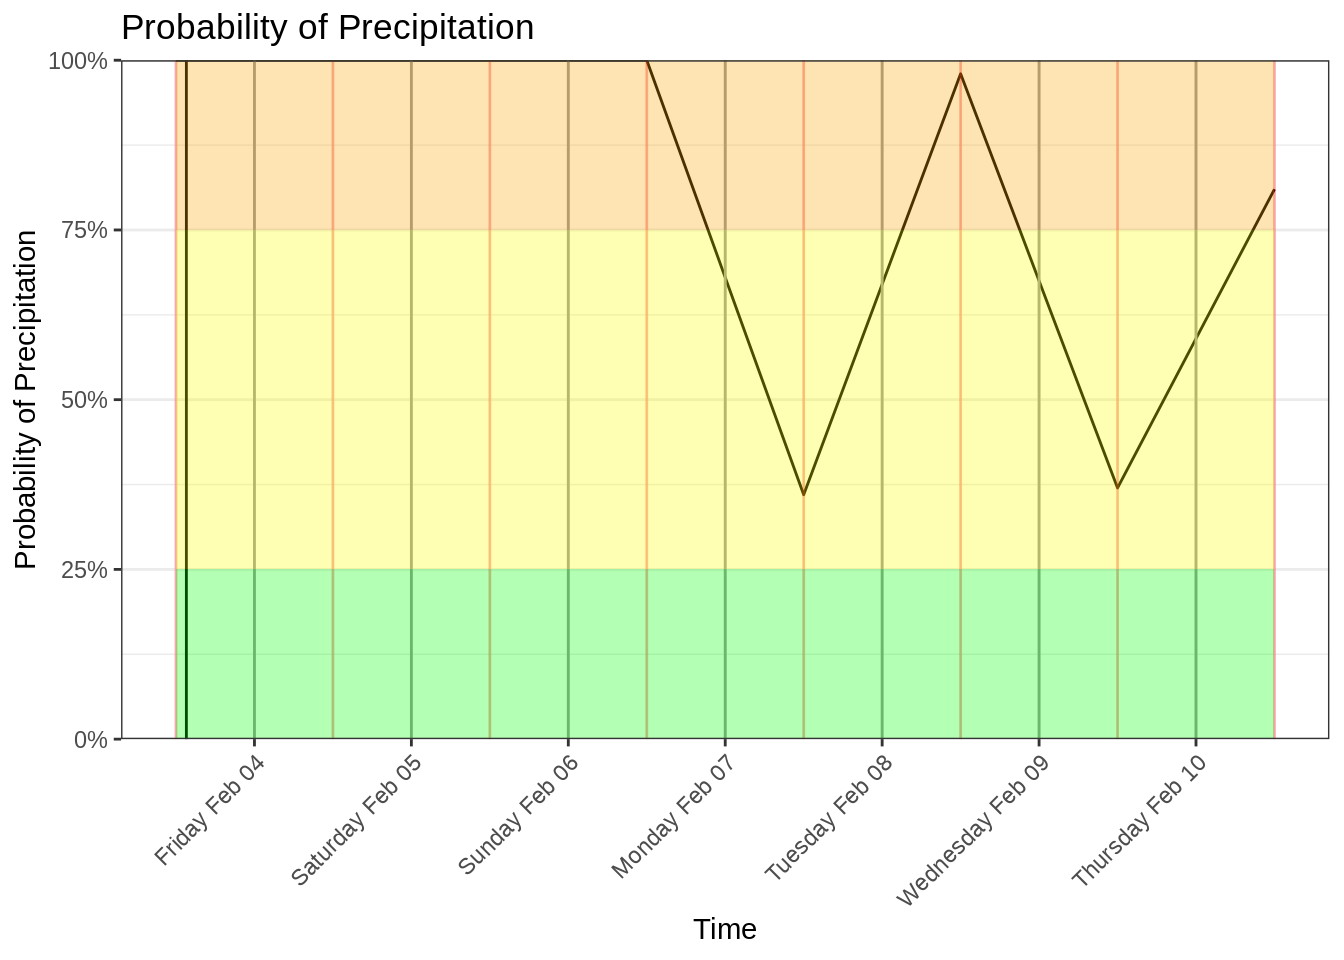 Probability of Precipitation
Probability of Precipitation
100%
75%
50%
25%
0%
Friday Feb 04
Saturday Feb 05
Sunday Feb 06
Monday Feb 07
Tuesday Feb 08
Wednesday Feb 09
Thursday Feb 10
Time